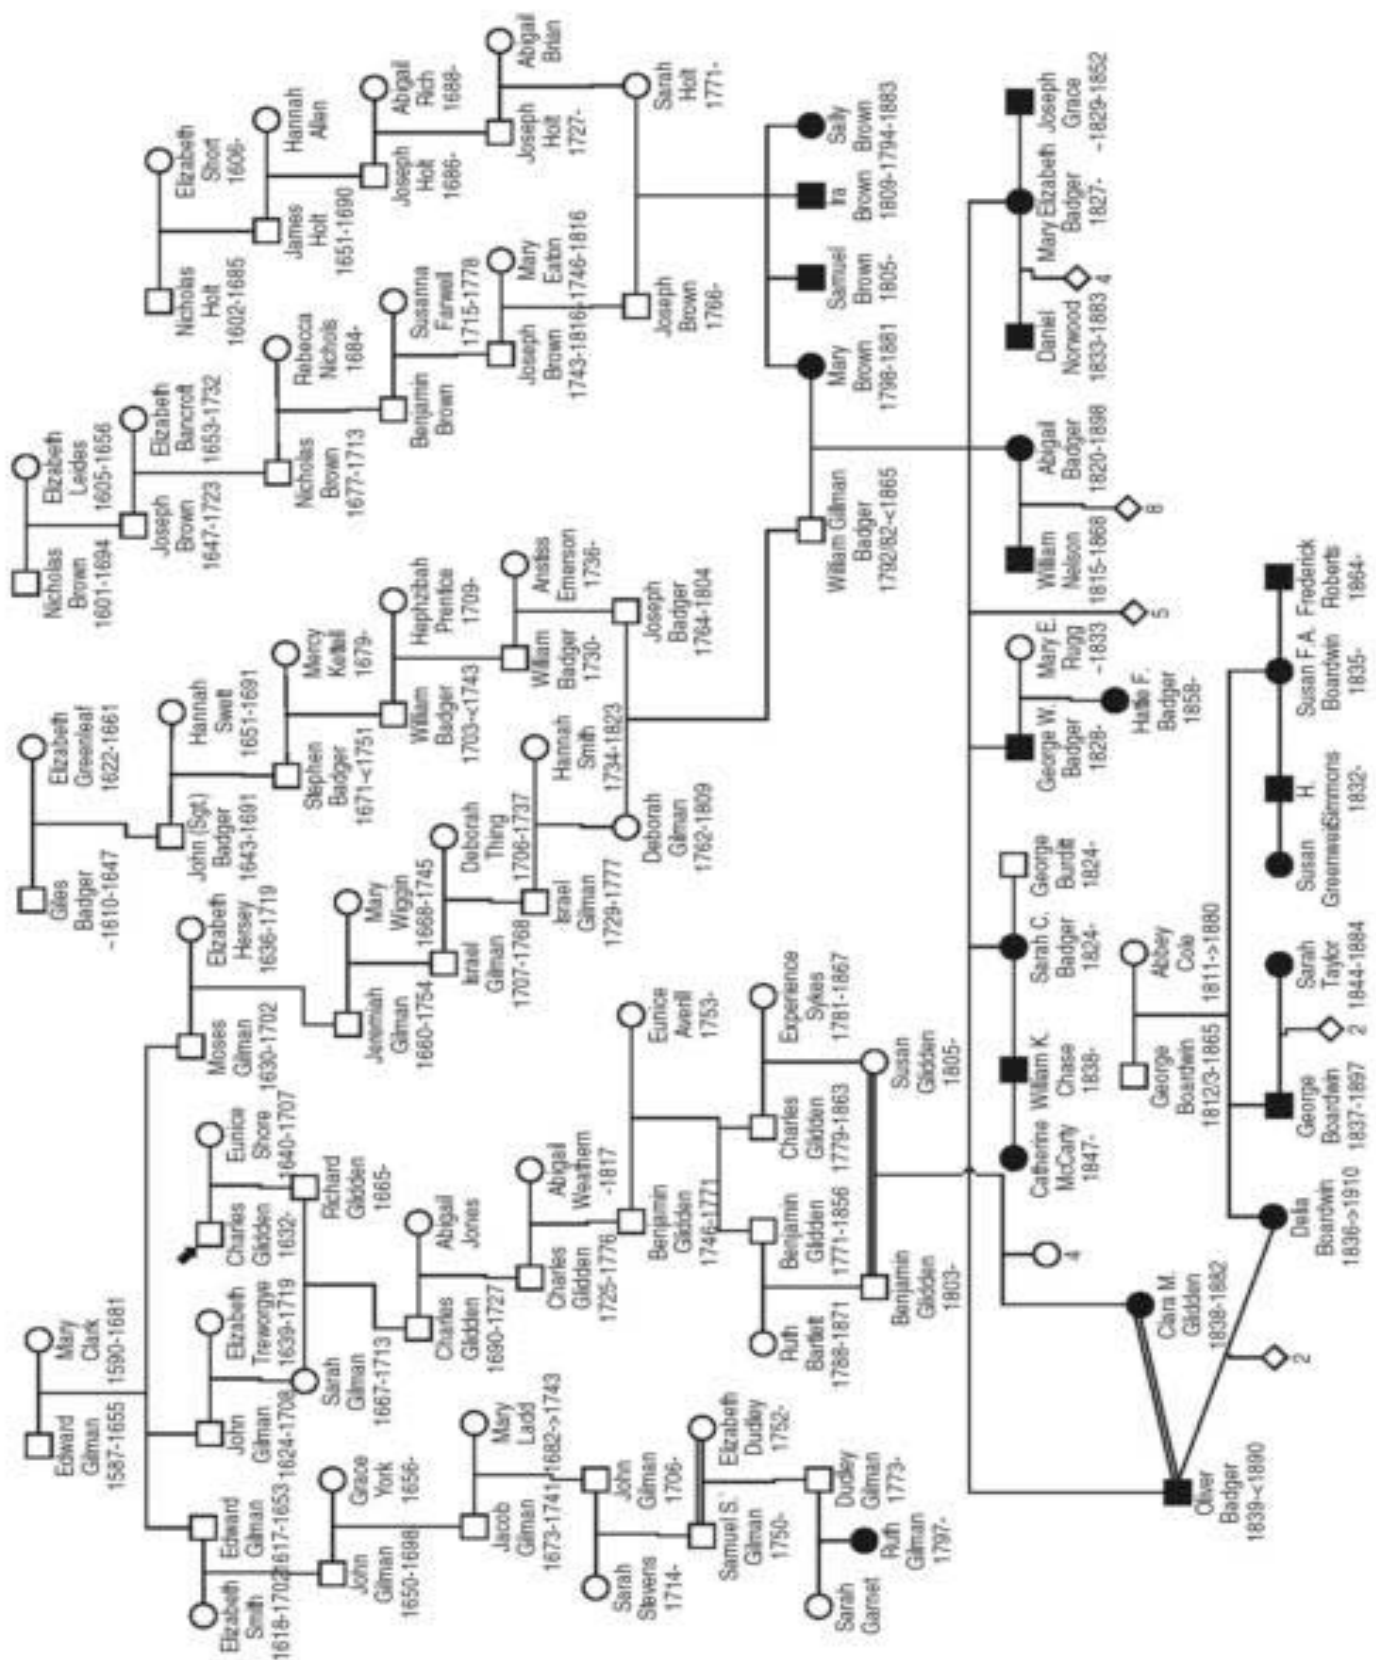 Edward
Gilman
1587-1655
Mary
Clark
1590-1681
Elizabeth
Smith
1618-1702
Edward
Gilman
1617-1653
John
Gilman
1624-1708
Elizabeth
Treworgye
1639-1719
Charles
Glidden
1632-
Eunice
Shore
1640-1707
Moses
Gilman
1630-1702
Elizabeth
Hersey
1636-1719
Giles
Badger
~1610-1647
Elizabeth
Greenleaf
1622-1661
Nicholas
Brown
1601-1694
Elizabeth
Leides
1605-1656
John
Gilman
1650-1698
Grace
York
1656-
Sarah
Gilman
1667-1713
Richard
Glidden
1665-
Jeremiah
Gilman
1660-1754
Mary
Wiggin
1668-1745
John (Sgt.)
Badger
1643-1691
Hannah
Swett
1651-1691
Joseph
Brown
1647-1723
Elizabeth
Bancroft
1653-1732
Nicholas
Holt
1602-1685
Elizabeth
Short
1606-
Jacob
Gilman
1673-1741
Mary
Ladd
1682->1743
Charles
Glidden
1690-1727
Abigail
Jones
Israel
Gilman
1707-1768
Deborah
Thing
1706-1737
Stephen
Badger
1671-<1751
Mercy
Kettell
1679-
Nicholas
Brown
1677-1713
Rebecca
Nichols
1684-
James
Holt
1651-1690
Hannah
Allen
Sarah
Stevens
1714-
John
Gilman
1706-
Charles
Glidden
1725-1776
Abigail
Weathern
-1817
Israel
Gilman
1729-1777
Hannah
Smith
1734-1823
William
Badger
1703-<1743
Hephzibah
Prentice
1709-
Benjamin
Brown
Susanna
Farwell
1715-1778
Joseph
Holt
1686-
Abigail
Rich
1688-
Samuel S.
Gilman
1750-
Elizabeth
Dudley
1752-
Benjamin
Glidden
1746-1771
Eunice
Averill
1753-
William
Badger
1730-
Anstiss
Emerson
1736-
Joseph
Brown
1743-1816
Mary
Eaton
1746-1816
Joseph
Holt
1727-
Abigail
Brian
Sarah
Garnet
Dudley
Gilman
1773-
Ruth
Gilman
1797-
Ruth
Bartlett
1788-1871
Benjamin
Glidden
1771-1856
Charles
Glidden
1779-1863
Experience
Sykes
1781-1867
Deborah
Gilman
1762-1809
Joseph
Badger
1764-1804
Joseph
Brown
1766-
Sarah
Holt
1771-
Benjamin
Glidden
1803-
Susan
Glidden
1805-
William Gilman
Badger
1792/82-<1865
Mary
Brown
1798-1881
Samuel
Brown
1805-
Ira
Brown
1809-
Sally
Brown
1794-1883
Catherine
McCarty
1847-
William K.
Chase
1838-
Sarah C.
Badger
1824-
George
Burditt
1824-
George W.
Badger
1828-
Mary E.
Rugg
~1833
Hattie F.
Badger
1858-
5
William
Nelson
1815-1868
Abigail
Badger
1820-1898
8
Daniel
Norwood
1833-1883
Mary Elizabeth
Badger
1827-
Joseph
Grace
~1829-1852
4
Clara M.
Glidden
1838-1882
4
George
Boardwin
1812/3-1865
Abbey
Cole
1811->1880
Oliver
Badger
1839-<1890
2
Delia
Boardwin
1836->1910
George
Boardwin
1837-1897
Sarah
Taylor
1844-1884
2
Susan
Greenwell
H.
Simmons
1832-
Susan F.A.
Boardwin
1835-
Frederick
Roberts
1864-